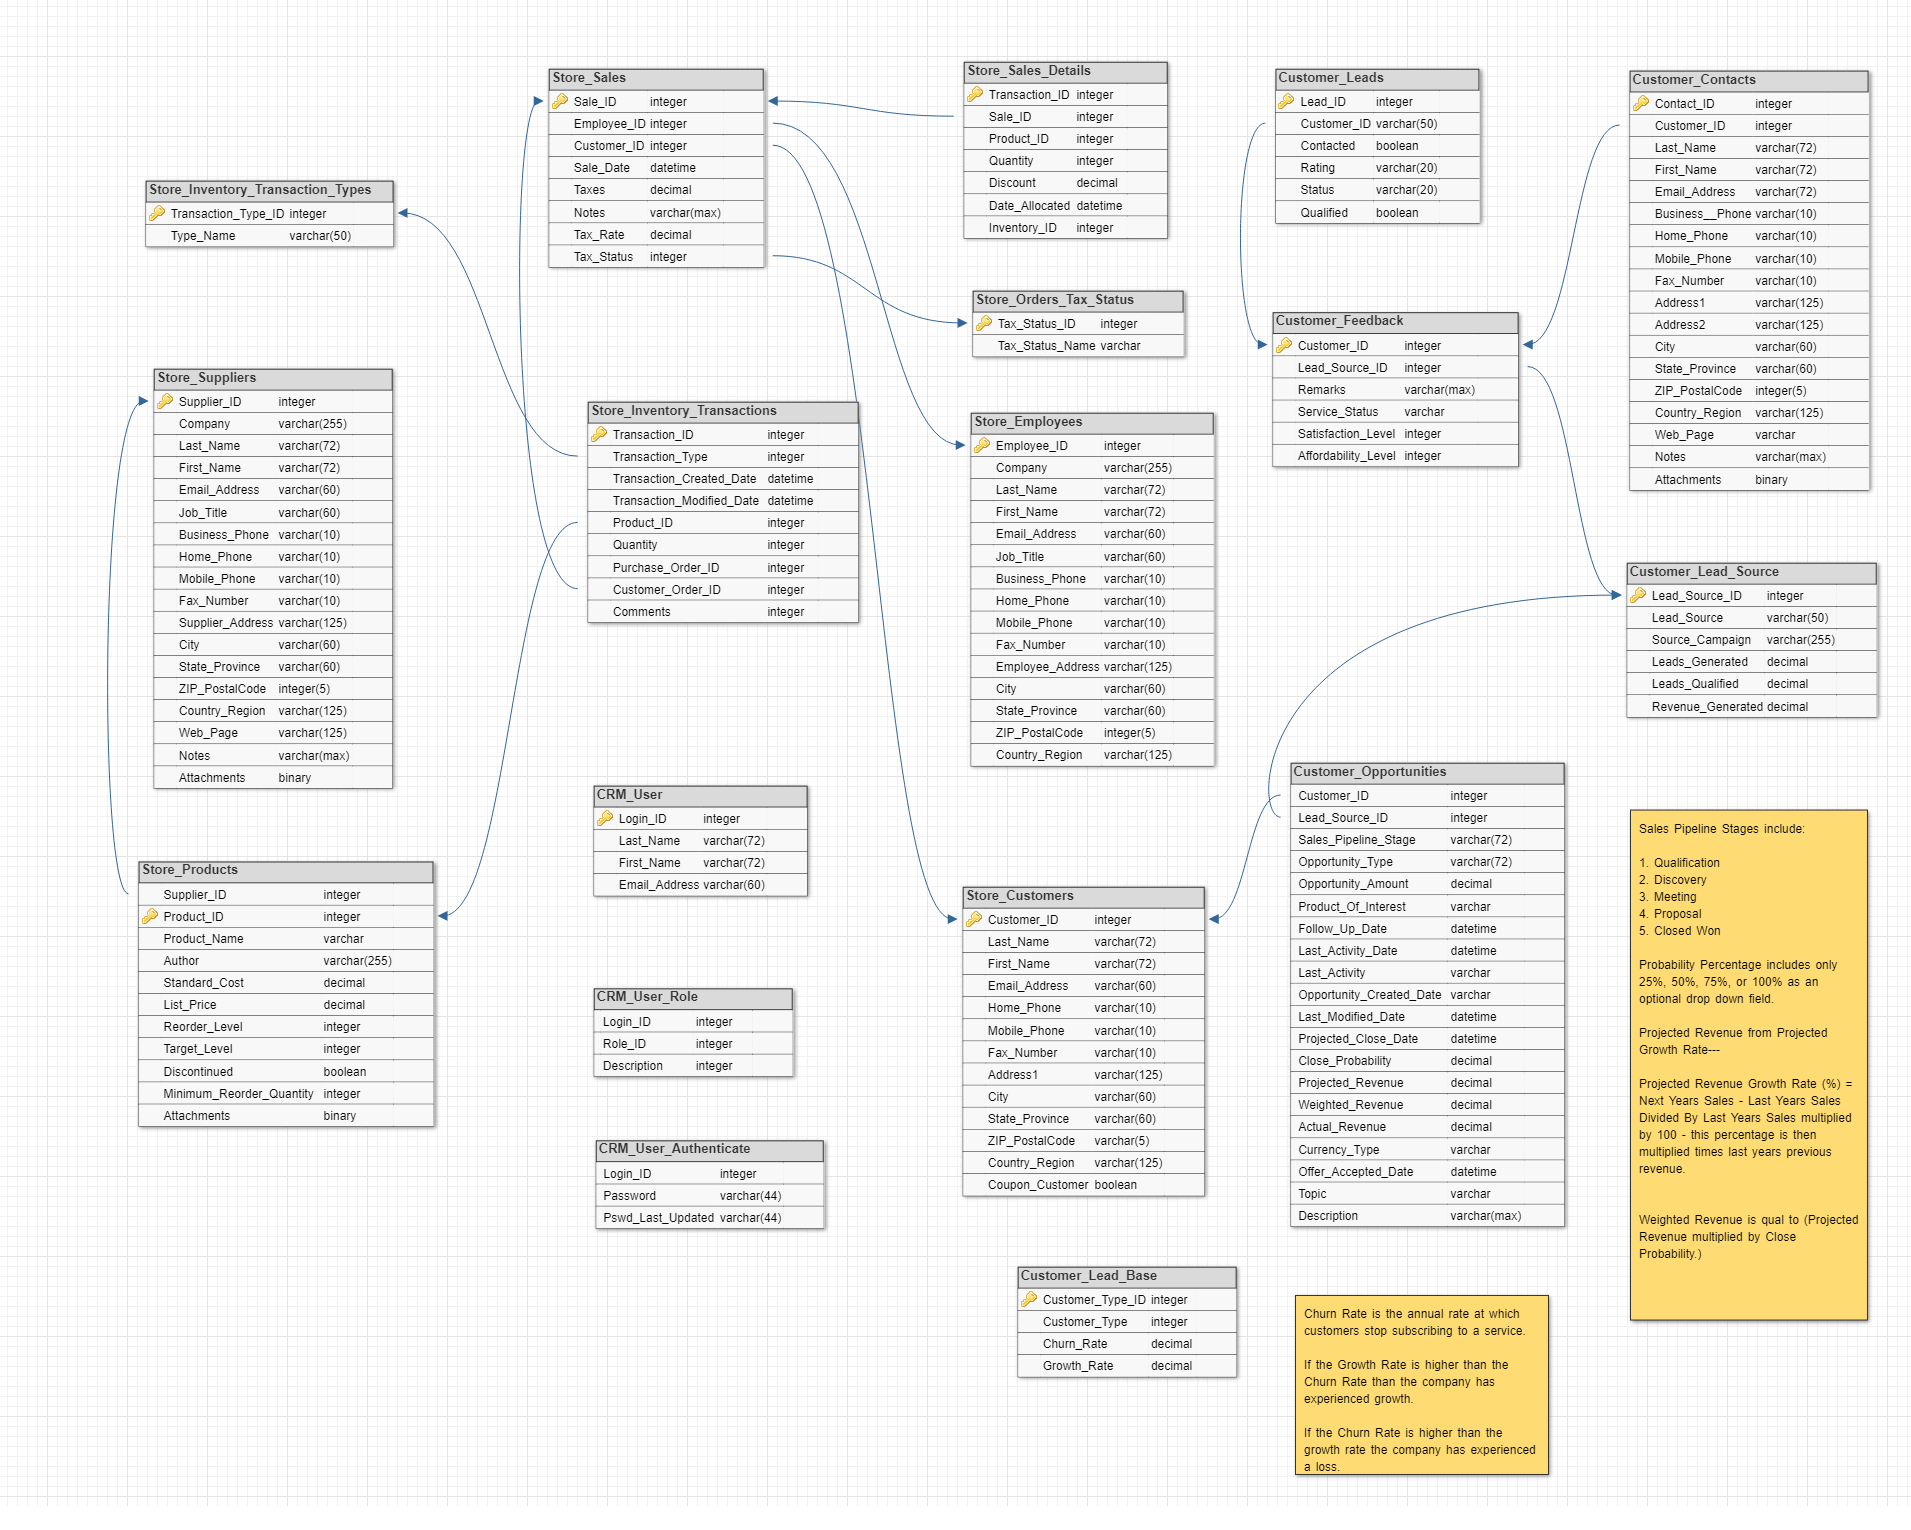 Store_Sales
Sale_ID integer
Employee_ID integer
Customer_ID integer
Sale_Date datetime
Taxes decimal
Notes varchar(max)
Tax_Rate decimal
Tax_Status integer
Store_Sales_Details
Transaction_ID integer
Sale_ID integer
Product_ID integer
Quantity integer
Discount decimal
Date_Allocated datetime
Inventory_ID integer
Customer_Leads
Lead_ID integer
Customer_ID varchar(50)
Contacted boolean
Rating varchar(20)
Status varchar(20)
Qualified boolean
Customer_Contacts
Contact_ID integer
Customer_ID integer
Last_Name varchar(72)
First_Name varchar(72)
Email_Address varchar(72)
Business__Phone varchar(10)
Home_Phone varchar(10)
Mobile_Phone varchar(10)
Fax_Number varchar(10)
Address1 varchar(125)
Address2 varchar(125)
City varchar(60)
State_Province varchar(60)
ZIP_PostalCode integer(5)
Country_Region varchar(125)
Web_Page varchar
Notes varchar(max)
Attachments binary
Store_Inventory_Transaction_Types
Transaction_Type_ID integer
Type_Name varchar(50)
Store_Orders_Tax_Status
Tax_Status_ID integer
Tax_Status_Name varchar
Customer_Feedback
Customer_ID integer
Lead_Source_ID integer
Remarks varchar(max)
Service_Status varchar
Satisfaction_Level integer
Affordability_Level integer
Store_Suppliers
Supplier_ID integer
Company varchar(255)
Last_Name varchar(72)
First_Name varchar(72)
Email_Address varchar(60)
Job_Title varchar(60)
Business_Phone varchar(10)
Home_Phone varchar(10)
Mobile_Phone varchar(10)
Fax_Number varchar(10)
Supplier_Address varchar(125)
City varchar(60)
State_Province varchar(60)
ZIP_PostalCode integer(5)
Country_Region varchar(125)
Web_Page varchar(125)
Notes varchar(max)
Attachments binary
Store_Inventory_Transactions
Transaction_ID integer
Transaction_Type integer
Transaction_Created_Date datetime
Transaction_Modified_Date datetime
Product_ID integer
Quantity integer
Purchase_Order_ID integer
Customer_Order_ID integer
Comments integer
Store_Employees
Employee_ID integer
Company varchar(255)
Last_Name varchar(72)
First_Name varchar(72)
Email_Address varchar(60)
Job_Title varchar(60)
Business_Phone varchar(10)
Home_Phone varchar(10)
Mobile_Phone varchar(10)
Fax_Number varchar(10)
Employee_Address varchar(125)
City varchar(60)
State_Province varchar(60)
ZIP_PostalCode integer(5)
Country_Region varchar(125)
Customer_Lead_Source
Lead_Source_ID integer
Lead_Source varchar(50)
Source_Campaign varchar(255)
Leads_Generated decimal
Leads_Qualified decimal
Revenue_Generated decimal
CRM_User
Login_ID integer
Last_Name varchar(72)
First_Name varchar(72)
Email_Address varchar(60)
Customer_Opportunities
Customer_ID integer
Lead_Source_ID integer
Sales_Pipeline_Stage varchar(72)
Opportunity_Type varchar(72)
Opportunity_Amount decimal
Product_Of_Interest varchar
Follow_Up_Date datetime
Last_Activity_Date datetime
Last_Activity varchar
Opportunity_Created_Date varchar
Last_Modified_Date datetime
Projected_Close_Date datetime
Close_Probability decimal
Projected_Revenue decimal
Weighted_Revenue decimal
Actual_Revenue decimal
Currency_Type varchar
Offer_Accepted_Date datetime
Topic varchar
Description varchar(max)
Sales Pipeline Stages include:
1. Qualification
2. Discovery
3. Meeting
4. Proposal
5. Closed Won
Probability Percentage includes only
25%, 50%, 75%, or 100% as an
optional drop down field.
Projected Revenue from Projected
Growth Rate---
Projected Revenue Growth Rate (%) =
Next Years Sales - Last Years Sales
Divided By Last Years Sales multiplied
by 100 - this percentage is then
multiplied times last years previous
revenue.
Weighted Revenue is qual to (Projected
Revenue multiplied by Close
Probability.)
Store_Products
Supplier_ID integer
Product_ID integer
Product_Name varchar
Author varchar(255)
Standard_Cost decimal
List_Price decimal
Reorder_Level integer
Target_Level integer
Discontinued boolean
Minimum_Reorder_Quantity integer
Attachments binary
Store_Customers
Customer_ID integer
Last_Name varchar(72)
First_Name varchar(72)
Email_Address varchar(60)
Home_Phone varchar(10)
Mobile_Phone varchar(10)
Fax_Number varchar(10)
Address1 varchar(125)
City varchar(60)
State_Province varchar(60)
ZIP_PostalCode varchar(5)
Country_Region varchar(125)
Coupon_Customer boolean
CRM_User_Role
Login_ID integer
Role_ID integer
Description integer
CRM_User_Authenticate
Login_ID integer
Password varchar(44)
Pswd_Last_Updated varchar(44)
Customer_Lead_Base
Customer_Type_ID integer
Customer_Type integer
Churn_Rate decimal
Growth_Rate decimal
Churn Rate is the annual rate at which
customers stop subscribing to a service.
If the Growth Rate is higher than the
Churn Rate than the company has
experienced growth.
If the Churn Rate is higher than the
growth rate the company has experienced
a loss.